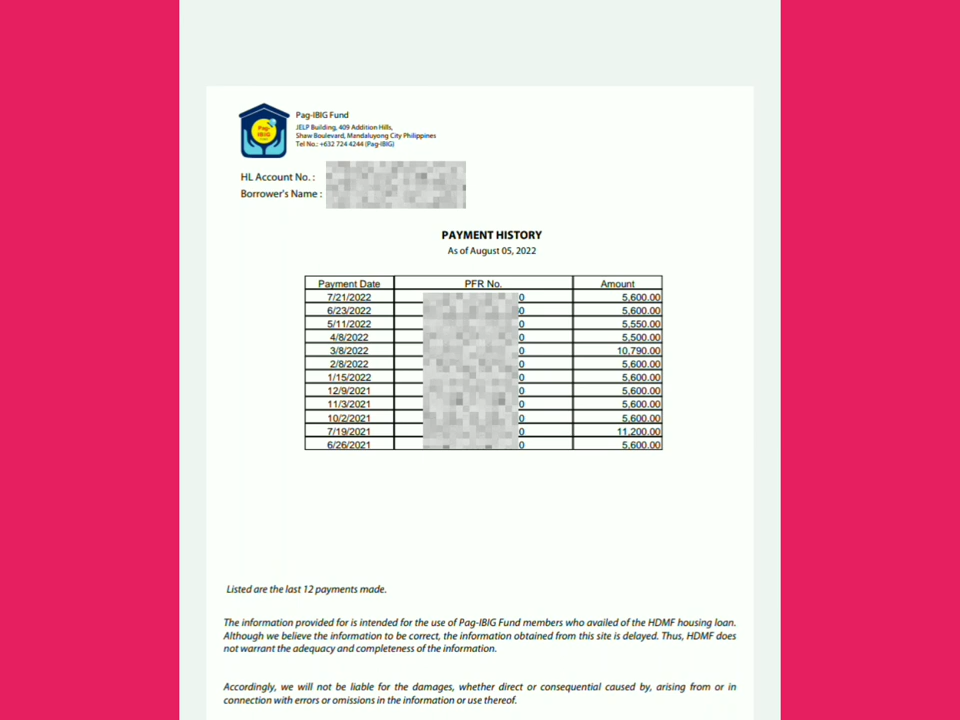 Pag-IBIG
Pag-IBIG Fund
JELP Building, 409 Addition Hills,
Shaw Boulevard, Mandaluyong City Philippines
Tel No.: +632 724 4244 (Pag-IBIG)
HL Account No. :
Borrower's Name :
PAYMENT HISTORY
As of August 05, 2022
Payment Date PFR No. Amount
7/21/2022 0 5,600.00
6/23/2022 0 5,600.00
5/11/2022 0 5,550.00
4/8/2022 0 5,500.00
3/8/2022 0 10,790.00
2/8/2022 0 5,600.00
1/15/2022 0 5,600.00
12/9/2021 0 5,600.00
11/3/2021 0 5,600.00
10/2/2021 0 5,600.00
7/19/2021 0 11,200.00
6/26/2021 0 5,600.00
Listed are the last 12 payments made.
The information provided for is intended for the use of Pag-IBIG Fund members who availed of the HDMF housing loan.
Although we believe the information to be correct, the information obtained from this site is delayed. Thus, HDMF does
not warrant the adequacy and completeness of the information.
Accordingly, we will not be liable for the damages, whether direct or consequential caused by, arising from or in
connection with errors or omissions in the information or use thereof.